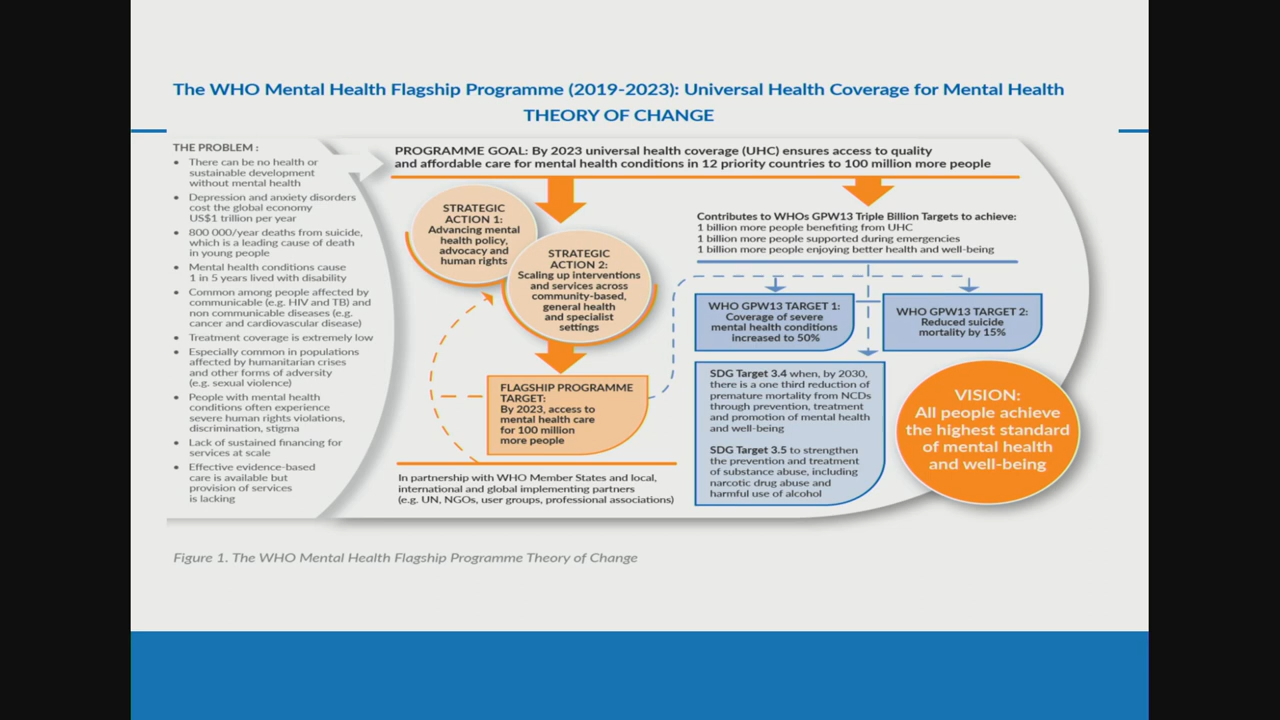 The WHO Mental Health Flagship Programme (2019-2023): Universal Health Coverage for Mental Health
THEORY OF CHANGE
THE PROBLEM :
• There can be no health or
sustainable development
without mental health
• Depression and anxiety disorders
cost the global economy
US$1 trillion per year
• 800 000/year deaths from suicide,
which is a leading cause of death
in young people
• Mental health conditions cause
1 in 5 years lived with disability
• Common among people affected by
communicable (e.g. HIV and TB) and
non communicable diseases (e.g.
cancer and cardiovascular disease)
• Treatment coverage is extremely low
• Especially common in populations
affected by humanitarian crises
and other forms of adversity
(e.g. sexual violence)
• People with mental health
conditions often experience
severe human rights violations,
discrimination, stigma
• Lack of sustained financing for
services at scale
• Effective evidence-based
care is available but
provision of services
is lacking
PROGRAMME GOAL: By 2023 universal health coverage (UHC) ensures access to quality
and affordable care for mental health conditions in 12 priority countries to 100 million more people
STRATEGIC
ACTION 1:
Advancing mental
health policy,
advocacy and
human rights
STRATEGIC
ACTION 2:
Scaling up interventions
and services across
community-based,
general health
and specialist
settings
FLAGSHIP PROGRAMME
TARGET:
By 2023, access to
mental health care
for 100 million
more people
In partnership with WHO Member States and local,
international and global implementing partners
(e.g. UN, NGOs, user groups, professional associations)
Contributes to WHOs GPW13 Triple Billion Targets to achieve:
1 billion more people benefiting from UHC
1 billion more people supported during emergencies
1 billion more people enjoying better health and well-being
WHO GPW13 TARGET 1:
Coverage of severe
mental health conditions
increased to 50%
WHO GPW13 TARGET 2:
Reduced suicide
mortality by 15%
SDG Target 3.4 when, by 2030,
there is a one third reduction of
premature mortality from NCDs
through prevention, treatment
and promotion of mental health
and well-being
SDG Target 3.5 to strengthen
the prevention and treatment
of substance abuse, including
narcotic drug abuse and
harmful use of alcohol
VISION:
All people achieve
the highest standard
of mental health
and well-being
Figure 1. The WHO Mental Health Flagship Programme Theory of Change